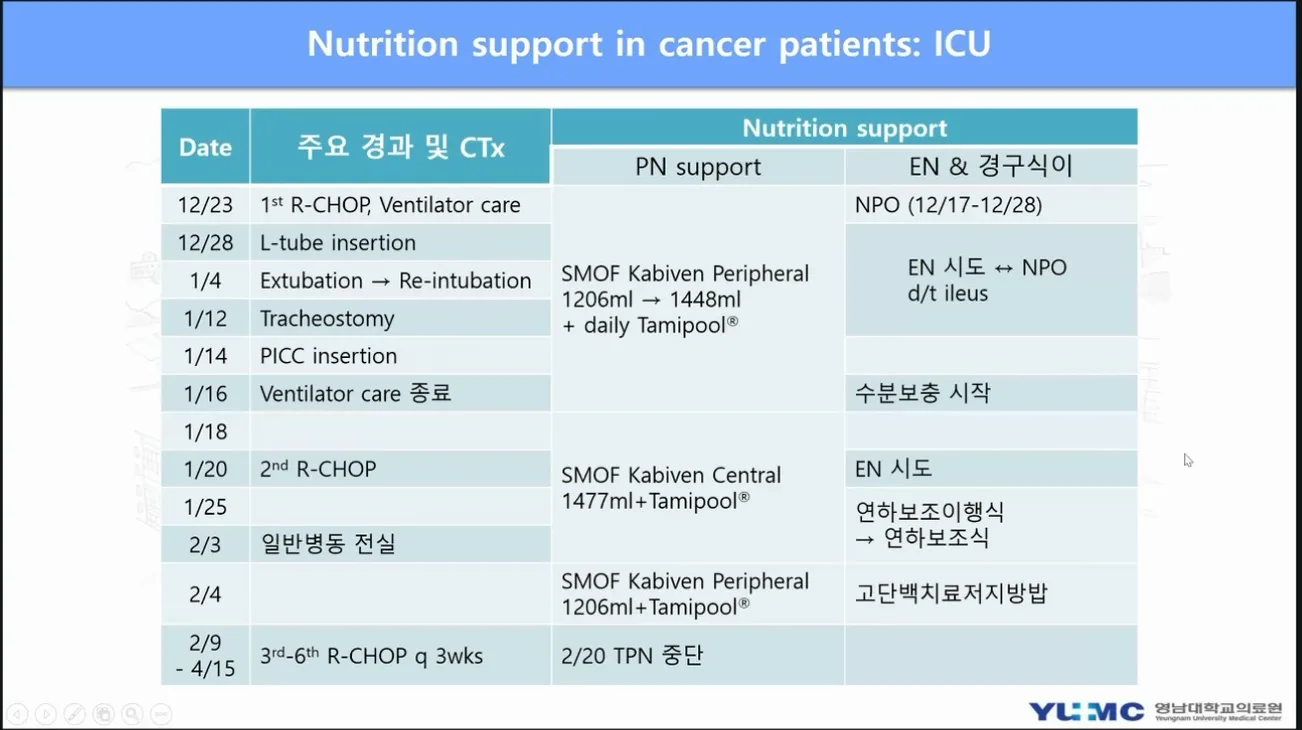 Nutrition support in cancer patients: ICU
Date
주요 경과 및 CTx
Nutrition support
PN support
EN & 경구식이
12/23
1st R-CHOP, Ventilator care
NPO (12/17-12/28)
12/28
L-tube insertion
SMOF Kabiven Peripheral
1206ml → 1448ml
+ daily Tamipool®
EN 시도 ↔ NPO
d/t ileus
1/4
Extubation → Re-intubation
1/12
Tracheostomy
1/14
PICC insertion
1/16
Ventilator care 종료
수분보충 시작
1/18
1/20
2nd R-CHOP
SMOF Kabiven Central
1477ml+Tamipool®
EN 시도
1/25
연하보조이행식
→ 연하보조식
2/3
일반병동 전실
2/4
SMOF Kabiven Peripheral
1206ml+Tamipool®
고단백치료저지방밥
2/9
- 4/15
3rd-6th R-CHOP q 3wks
2/20 TPN 중단
YUMC 영남대학교의료원
Yeungnam University Medical Center